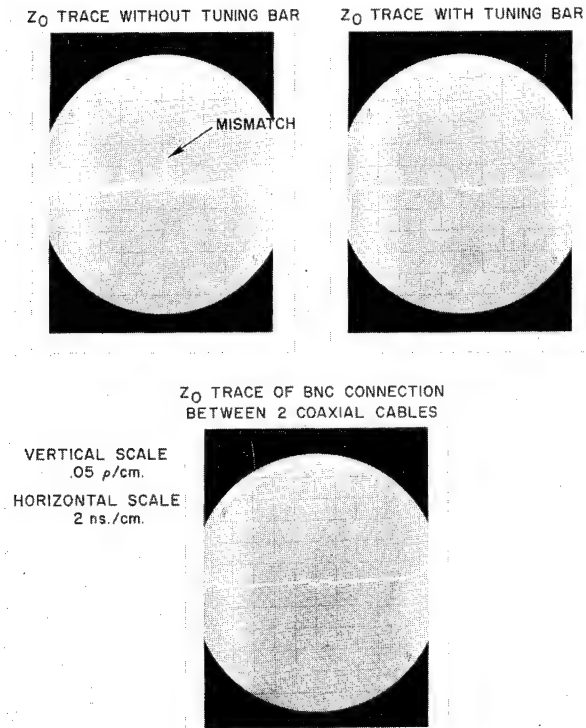 Z₀ TRACE WITHOUT TUNING BAR
Z₀ TRACE WITH TUNING BAR
MISMATCH
Z₀ TRACE OF BNC CONNECTION
BETWEEN 2 COAXIAL CABLES
VERTICAL SCALE
.05 ρ/cm.
HORIZONTAL SCALE
2 ns./cm.